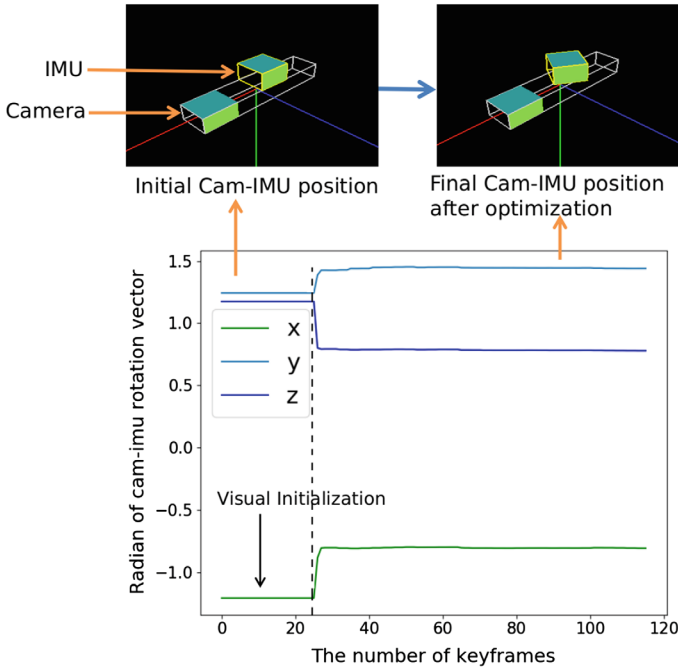 IMU
Camera
Initial Cam-IMU position
Final Cam-IMU position
after optimization
Radian of cam-imu rotation vector
1.5
1.0
0.5
0.0
−0.5
−1.0
x
y
z
Visual Initialization
0
20
40
60
80
100
120
The number of keyframes